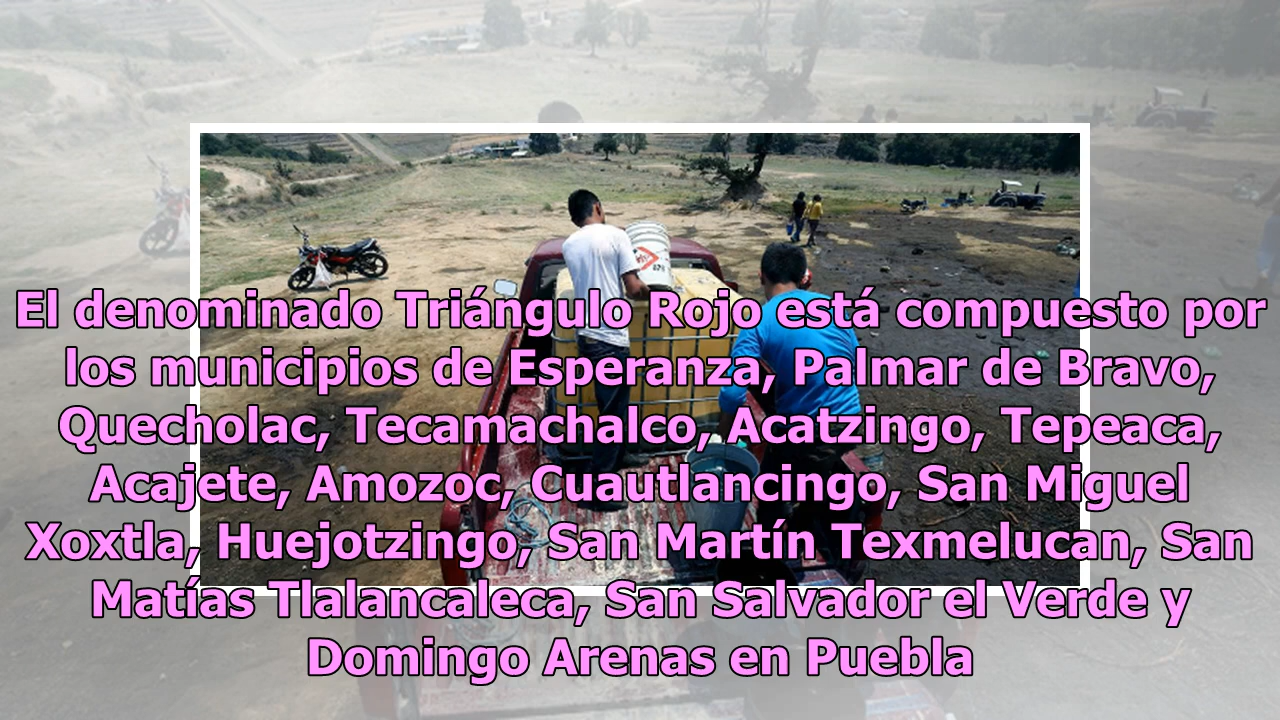 El denominado Triángulo Rojo está compuesto por
los municipios de Esperanza, Palmar de Bravo,
Quecholac, Tecamachalco, Acatzingo, Tepeaca,
Acajete, Amozoc, Cuautlancingo, San Miguel
Xoxtla, Huejotzingo, San Martín Texmelucan, San
Matías Tlalancaleca, San Salvador el Verde y
Domingo Arenas en Puebla